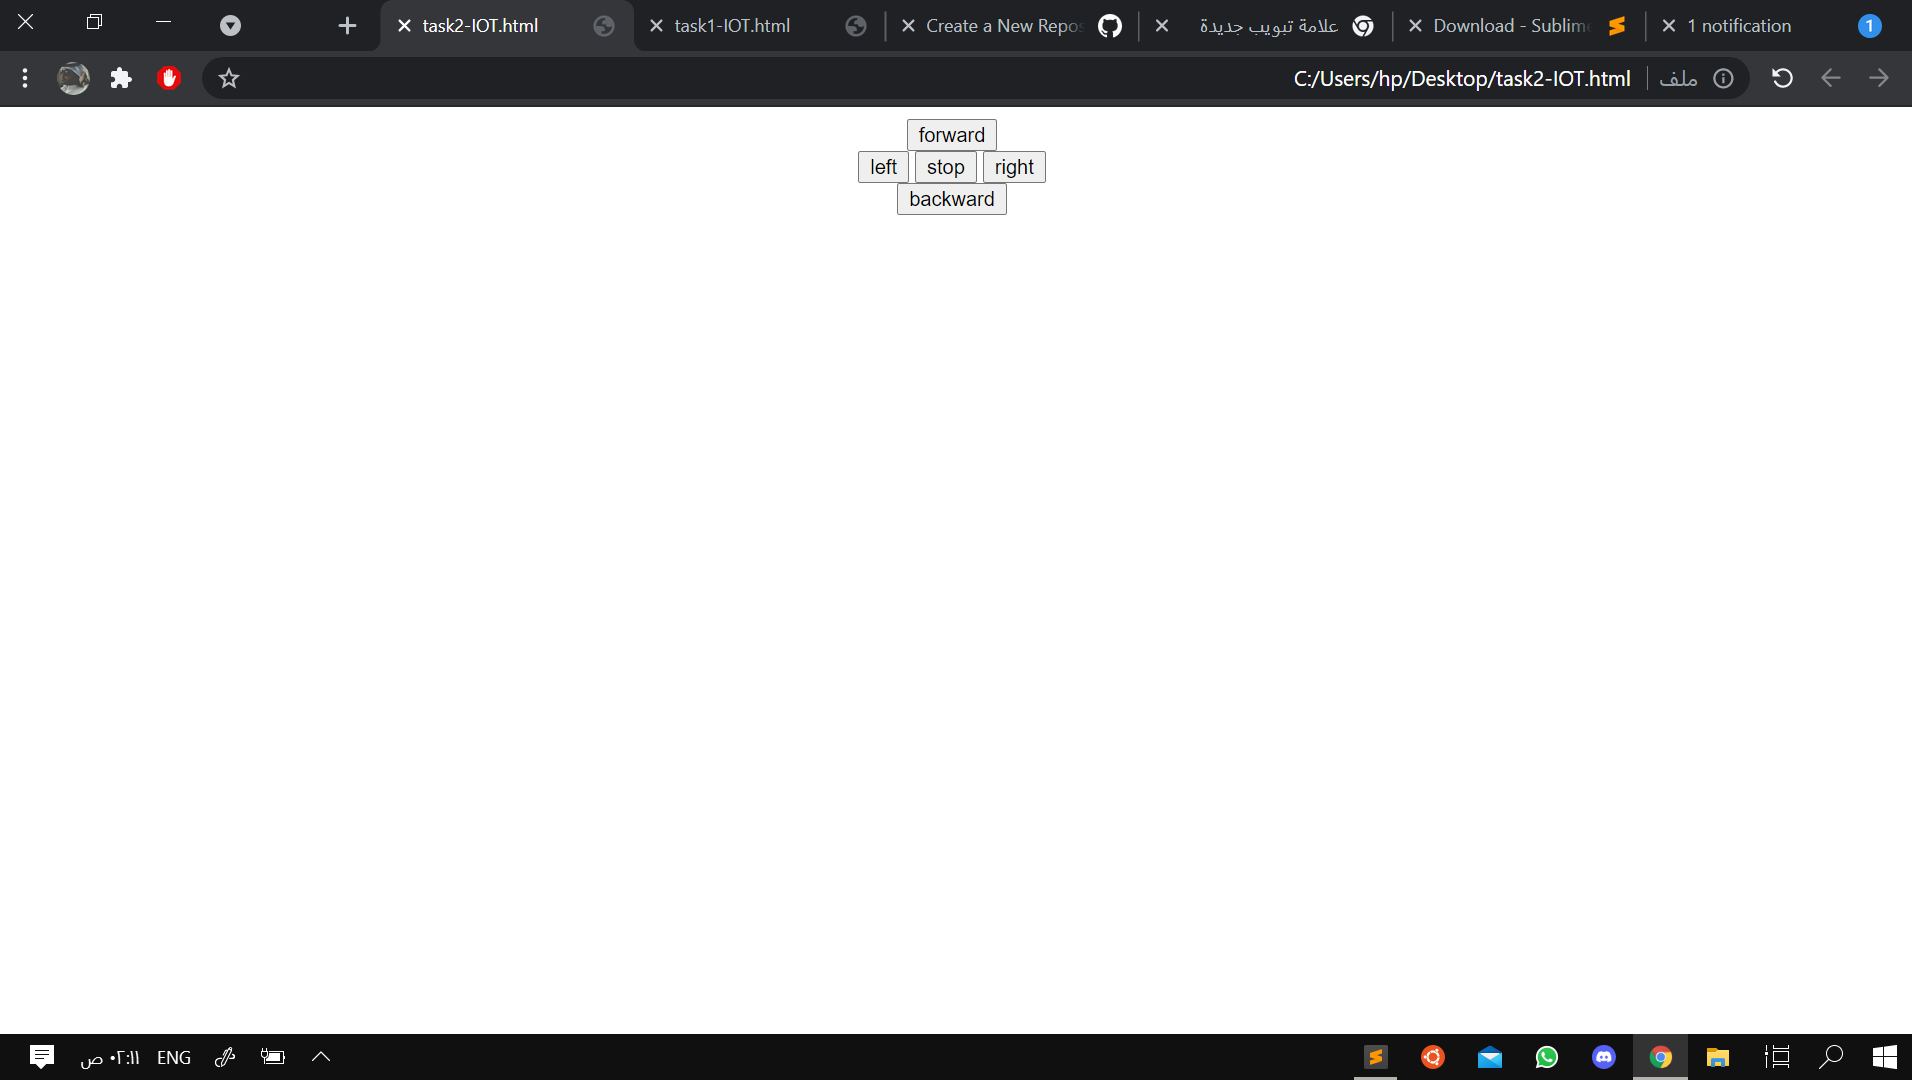 task2-IOT.html
task1-IOT.html
Create a New Repos
علامة تبويب جديدة
Download - Sublime
1 notification
1
C:/Users/hp/Desktop/task2-IOT.html
ملف
forward
left stop right
backward
٠٢:١١ ص
ENG